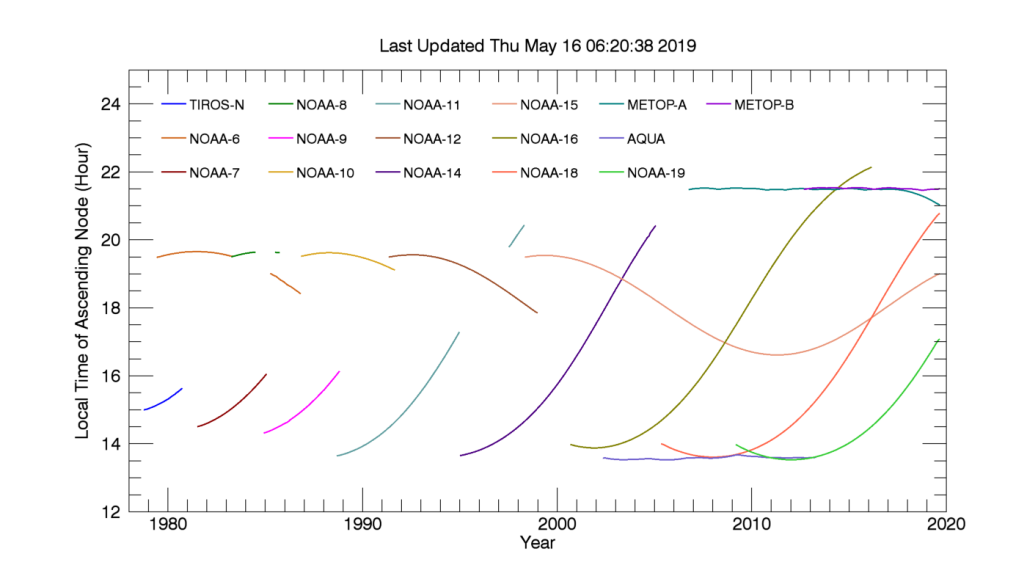 Last Updated Thu May 16 06:20:38 2019
24
TIROS-N NOAA-8 NOAA-11 NOAA-15 METOP-A METOP-B
NOAA-6 NOAA-9 NOAA-12 NOAA-16 AQUA
NOAA-7 NOAA-10 NOAA-14 NOAA-18 NOAA-19
22
20
18
16
14
12
Local Time of Ascending Node (Hour)
1980 1990 2000 2010 2020
Year